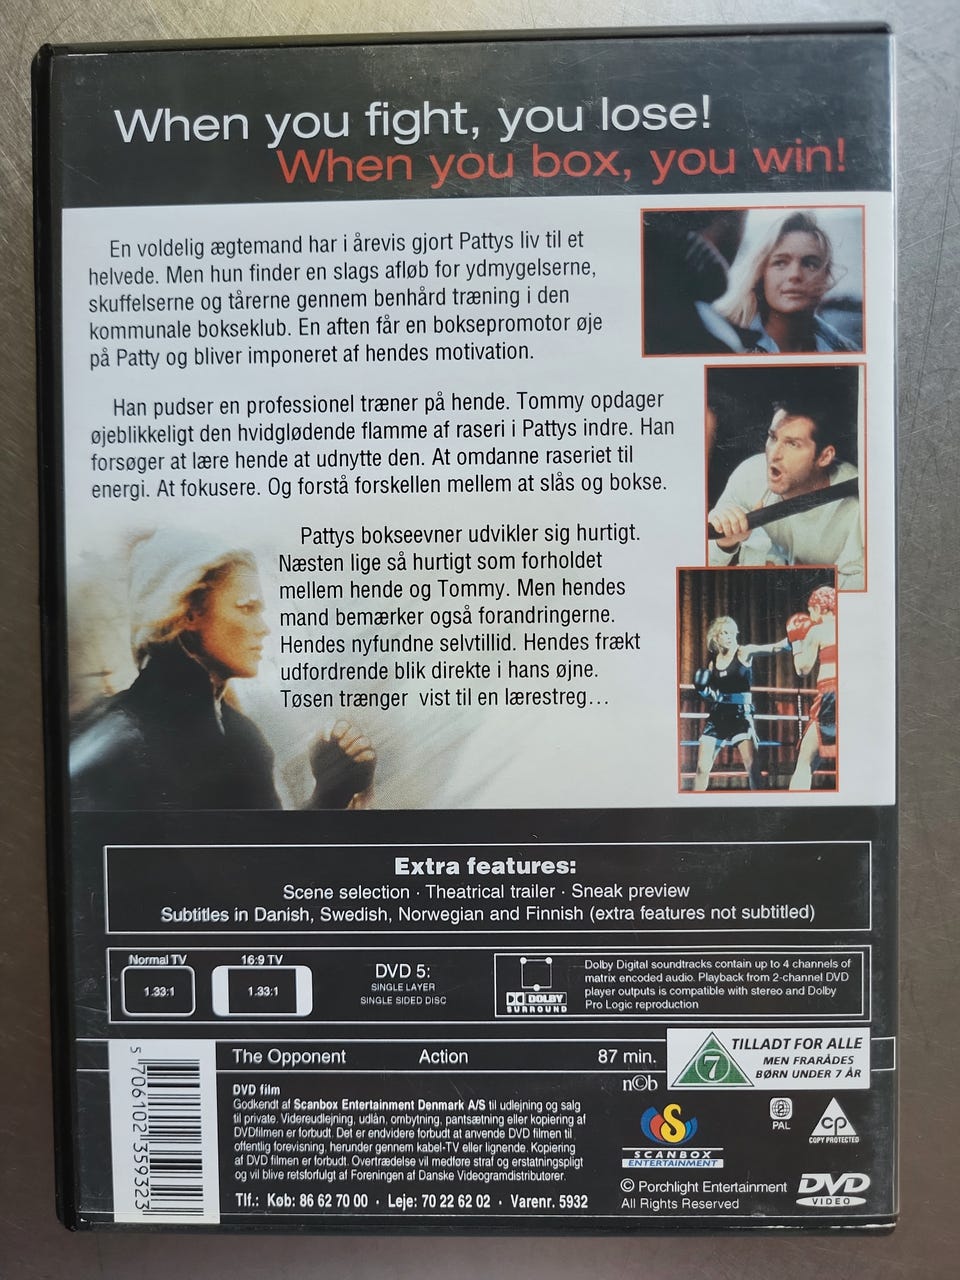 When you fight, you lose!
When you box, you win!
En voldelig ægtemand har i årevis gjort Pattys liv til et
helvede. Men hun finder en slags afløb for ydmygelserne,
skuffelserne og tårerne gennem benhård træning i den
kommunale bokseklub. En aften får en boksepromotor øje
på Patty og bliver imponeret af hendes motivation.
Han pudser en professionel træner på hende. Tommy opdager
øjeblikkeligt den hvidglødende flamme af raseri i Pattys indre. Han
forsøger at lære hende at udnytte den. At omdanne raseriet til
energi. At fokusere. Og forstå forskellen mellem at slås og bokse.
Pattys bokseevner udvikler sig hurtigt.
Næsten lige så hurtigt som forholdet
mellem hende og Tommy. Men hendes
mand bemærker også forandringerne.
Hendes nyfundne selvtillid. Hendes frækt
udfordrende blik direkte i hans øjne.
Tøsen trænger vist til en lærestreg...
Extra features:
Scene selection · Theatrical trailer · Sneak preview
Subtitles in Danish, Swedish, Norwegian and Finnish (extra features not subtitled)
Normal TV
1.33:1
16:9 TV
1.33:1
DVD 5:
SINGLE LAYER
SINGLE SIDED DISC
DOLBY
SURROUND
Dolby Digital soundtracks contain up to 4 channels of
matrix encoded audio. Playback from 2-channel DVD
player outputs is compatible with stereo and Dolby
Pro Logic reproduction
The Opponent Action 87 min.
7
TILLADT FOR ALLE
MEN FRARÅDES
BØRN UNDER 7 ÅR
5 706102 359323
DVD film
Godkendt af Scanbox Entertainment Denmark A/S til udlejning og salg
til private. Videreudlejning, udlån, ombytning, pantsætning eller kopiering af
DVDfilmen er forbudt. Det er endvidere forbudt at anvende DVD filmen til
offentlig forevisning, herunder gennem kabel-TV eller lignende. Kopiering
af DVD filmen er forbudt. Overtrædelse vil medføre straf og erstatningspligt
og vil blive retsforfulgt af Foreningen af Danske Videogramdistributører.
Tlf.: Køb: 86 62 70 00 · Leje: 70 22 62 02 · Varenr. 5932
n©b
S
SCANBOX
ENTERTAINMENT
2
PAL
CP
COPY PROTECTED
© Porchlight Entertainment
All Rights Reserved
DVD
VIDEO